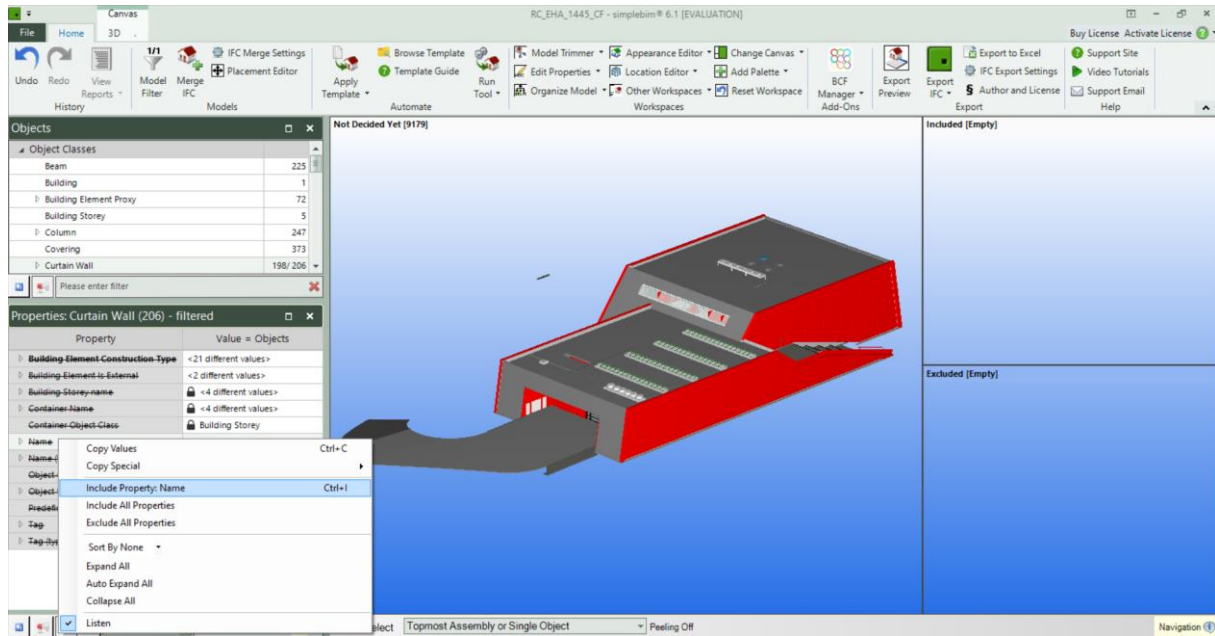 Canvas
RC_EHA_1445_CF - simplebim® 6.1 [EVALUATION]
File Home 3D
Buy License Activate License
Undo Redo View Reports
History
1/1
Model Filter
Merge IFC
IFC Merge Settings
Placement Editor
Models
Apply Template
Browse Template
Template Guide
Run Tool
Automate
Model Trimmer Appearance Editor Change Canvas
Edit Properties Location Editor Add Palette
Organize Model Other Workspaces Reset Workspace
Workspaces
BCF Manager
Add-Ons
Export Preview
Export IFC
Export to Excel
IFC Export Settings
§ Author and License
Export
Support Site
Video Tutorials
Support Email
Help
Objects
Object Classes
Beam 225
Building 1
Building Element Proxy 72
Building Storey 5
Column 247
Covering 373
Curtain Wall 198/ 206
Please enter filter
Properties: Curtain Wall (206) - filtered
Property Value = Objects
Building Element Construction Type <21 different values>
Building Element Is External <2 different values>
Building Storey name <4 different values>
Container Name <4 different values>
Container Object Class Building Storey
Name
Name (
Object
Object
Predefi
Tag
Tag (typ
Copy Values Ctrl+C
Copy Special
Include Property: Name Ctrl+I
Include All Properties
Exclude All Properties
Sort By None
Expand All
Auto Expand All
Collapse All
Listen
Not Decided Yet [9179]
Included [Empty]
Excluded [Empty]
elect Topmost Assembly or Single Object Peeling Off
Navigation